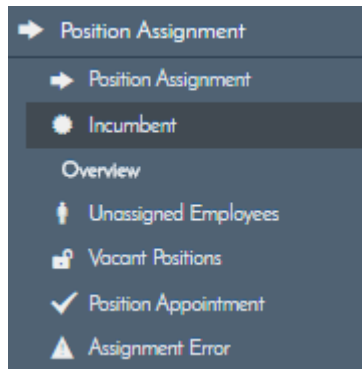 Position Assignment
Position Assignment
Incumbent
Overview
Unassigned Employees
Vacant Positions
Position Appointment
Assignment Error